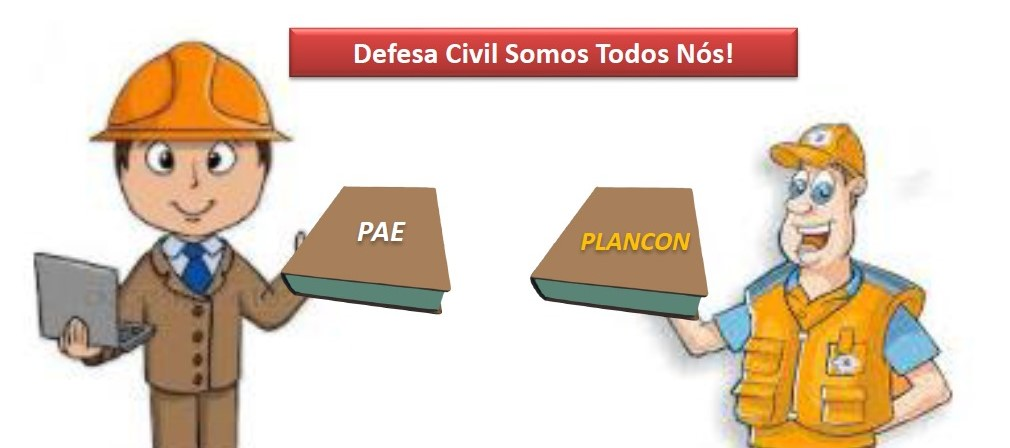 Defesa Civil Somos Todos Nós!
PAE
PLANCON